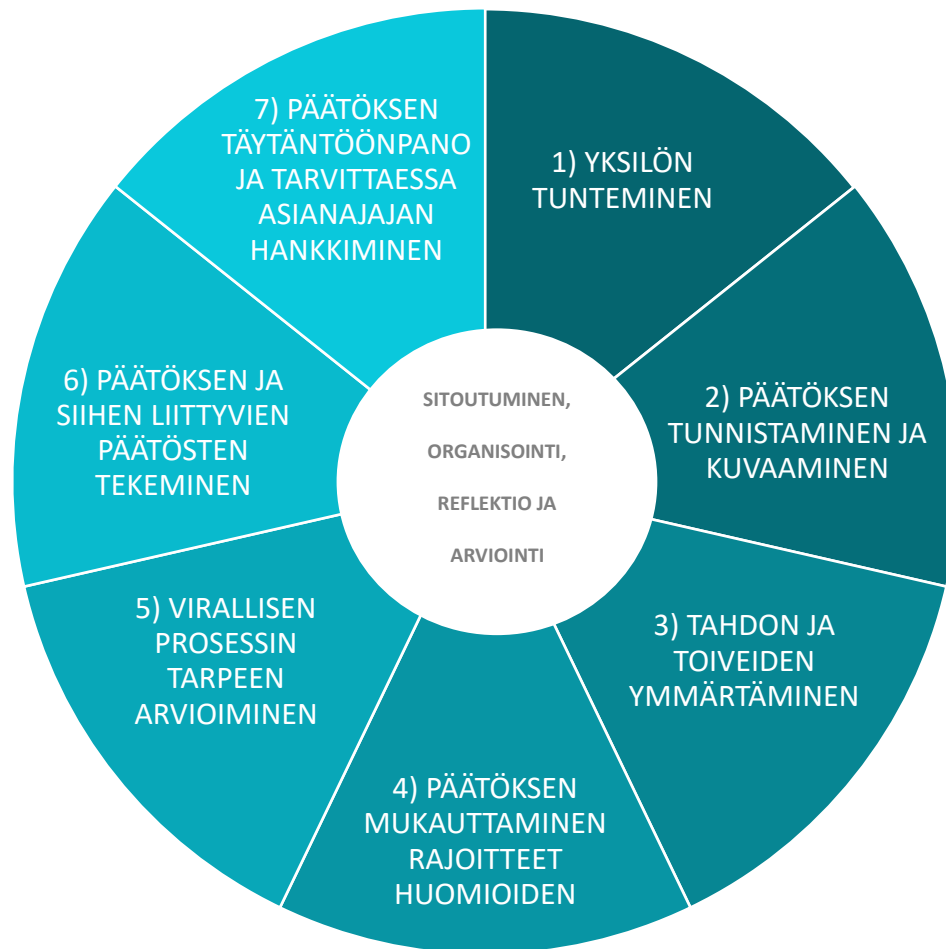 7) PÄÄTÖKSEN
TÄYTÄNTÖÖNPANO
JA TARVITTAESSA
ASIANAJAJAN
HANKKIMINEN
1) YKSILÖN
TUNTEMINEN
2) PÄÄTÖKSEN
TUNNISTAMINEN JA
KUVAAMINEN
3) TAHDON JA
TOIVEIDEN
YMMÄRTÄMINEN
4) PÄÄTÖKSEN
MUKAUTTAMINEN
RAJOITTEET
HUOMIOIDEN
5) VIRALLISEN
PROSESSIN
TARPEEN
ARVIOIMINEN
6) PÄÄTÖKSEN JA
SIIHEN LIITTYVIEN
PÄÄTÖSTEN
TEKEMINEN
SITOUTUMINEN,
ORGANISOINTI,
REFLEKTIO JA
ARVIOINTI